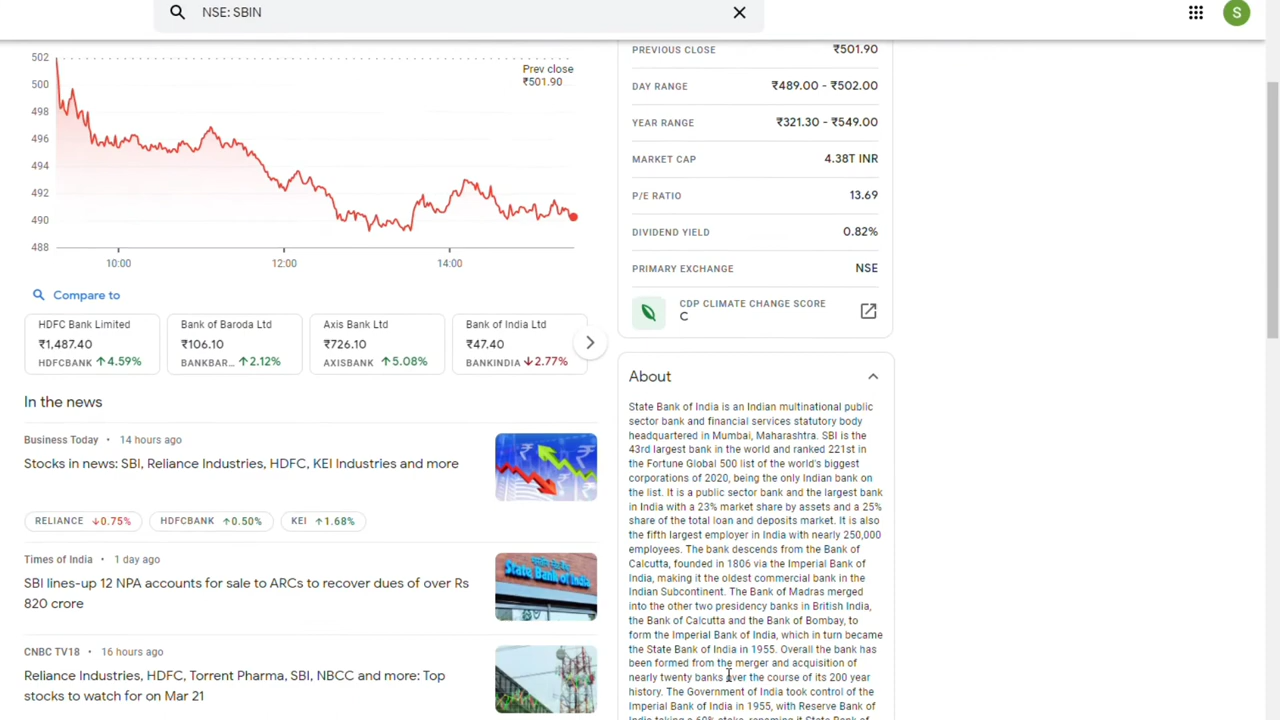 NSE: SBIN
S
502
500
498
496
494
492
490
488
Prev close
₹501.90
10:00
12:00
14:00
Compare to
HDFC Bank Limited
₹1,487.40
HDFCBANK ↑4.59%
Bank of Baroda Ltd
₹106.10
BANKBAR... ↑2.12%
Axis Bank Ltd
₹726.10
AXISBANK ↑5.08%
Bank of India Ltd
₹47.40
BANKINDIA ↓2.77%
In the news
Business Today • 14 hours ago
Stocks in news: SBI, Reliance Industries, HDFC, KEI Industries and more
RELIANCE ↓0.75%
HDFCBANK ↑0.50%
KEI ↑1.68%
Times of India • 1 day ago
SBI lines-up 12 NPA accounts for sale to ARCs to recover dues of over Rs
820 crore
State Bank of India
CNBC TV18 • 16 hours ago
Reliance Industries, HDFC, Torrent Pharma, SBI, NBCC and more: Top
stocks to watch for on Mar 21
PREVIOUS CLOSE ₹501.90
DAY RANGE ₹489.00 - ₹502.00
YEAR RANGE ₹321.30 - ₹549.00
MARKET CAP 4.38T INR
P/E RATIO 13.69
DIVIDEND YIELD 0.82%
PRIMARY EXCHANGE NSE
CDP CLIMATE CHANGE SCORE
C
About
State Bank of India is an Indian multinational public
sector bank and financial services statutory body
headquartered in Mumbai, Maharashtra. SBI is the
43rd largest bank in the world and ranked 221st in
the Fortune Global 500 list of the world's biggest
corporations of 2020, being the only Indian bank on
the list. It is a public sector bank and the largest bank
in India with a 23% market share by assets and a 25%
share of the total loan and deposits market. It is also
the fifth largest employer in India with nearly 250,000
employees. The bank descends from the Bank of
Calcutta, founded in 1806 via the Imperial Bank of
India, making it the oldest commercial bank in the
Indian Subcontinent. The Bank of Madras merged
into the other two presidency banks in British India,
the Bank of Calcutta and the Bank of Bombay, to
form the Imperial Bank of India, which in turn became
the State Bank of India in 1955. Overall the bank has
been formed from the merger and acquisition of
nearly twenty banks over the course of its 200 year
history. The Government of India took control of the
Imperial Bank of India in 1955, with Reserve Bank of
India taking a 60% stake, renaming it State Bank of